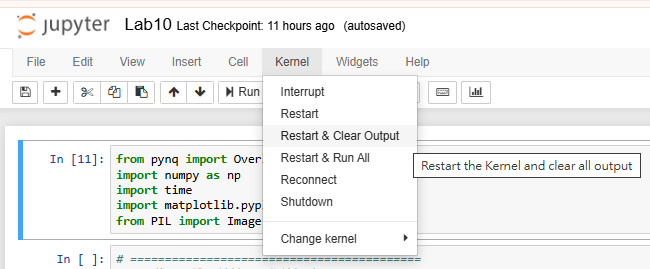 jupyter Lab10 Last Checkpoint: 11 hours ago (autosaved)
File Edit View Insert Cell Kernel Widgets Help
Run
Interrupt
Restart
Restart & Clear Output
Restart & Run All
Reconnect
Shutdown
Change kernel
Restart the Kernel and clear all output
In [11]: from pynq import Over
import numpy as np
import time
import matplotlib.pyp
from PIL import Image
In [ ]: # ==========================================